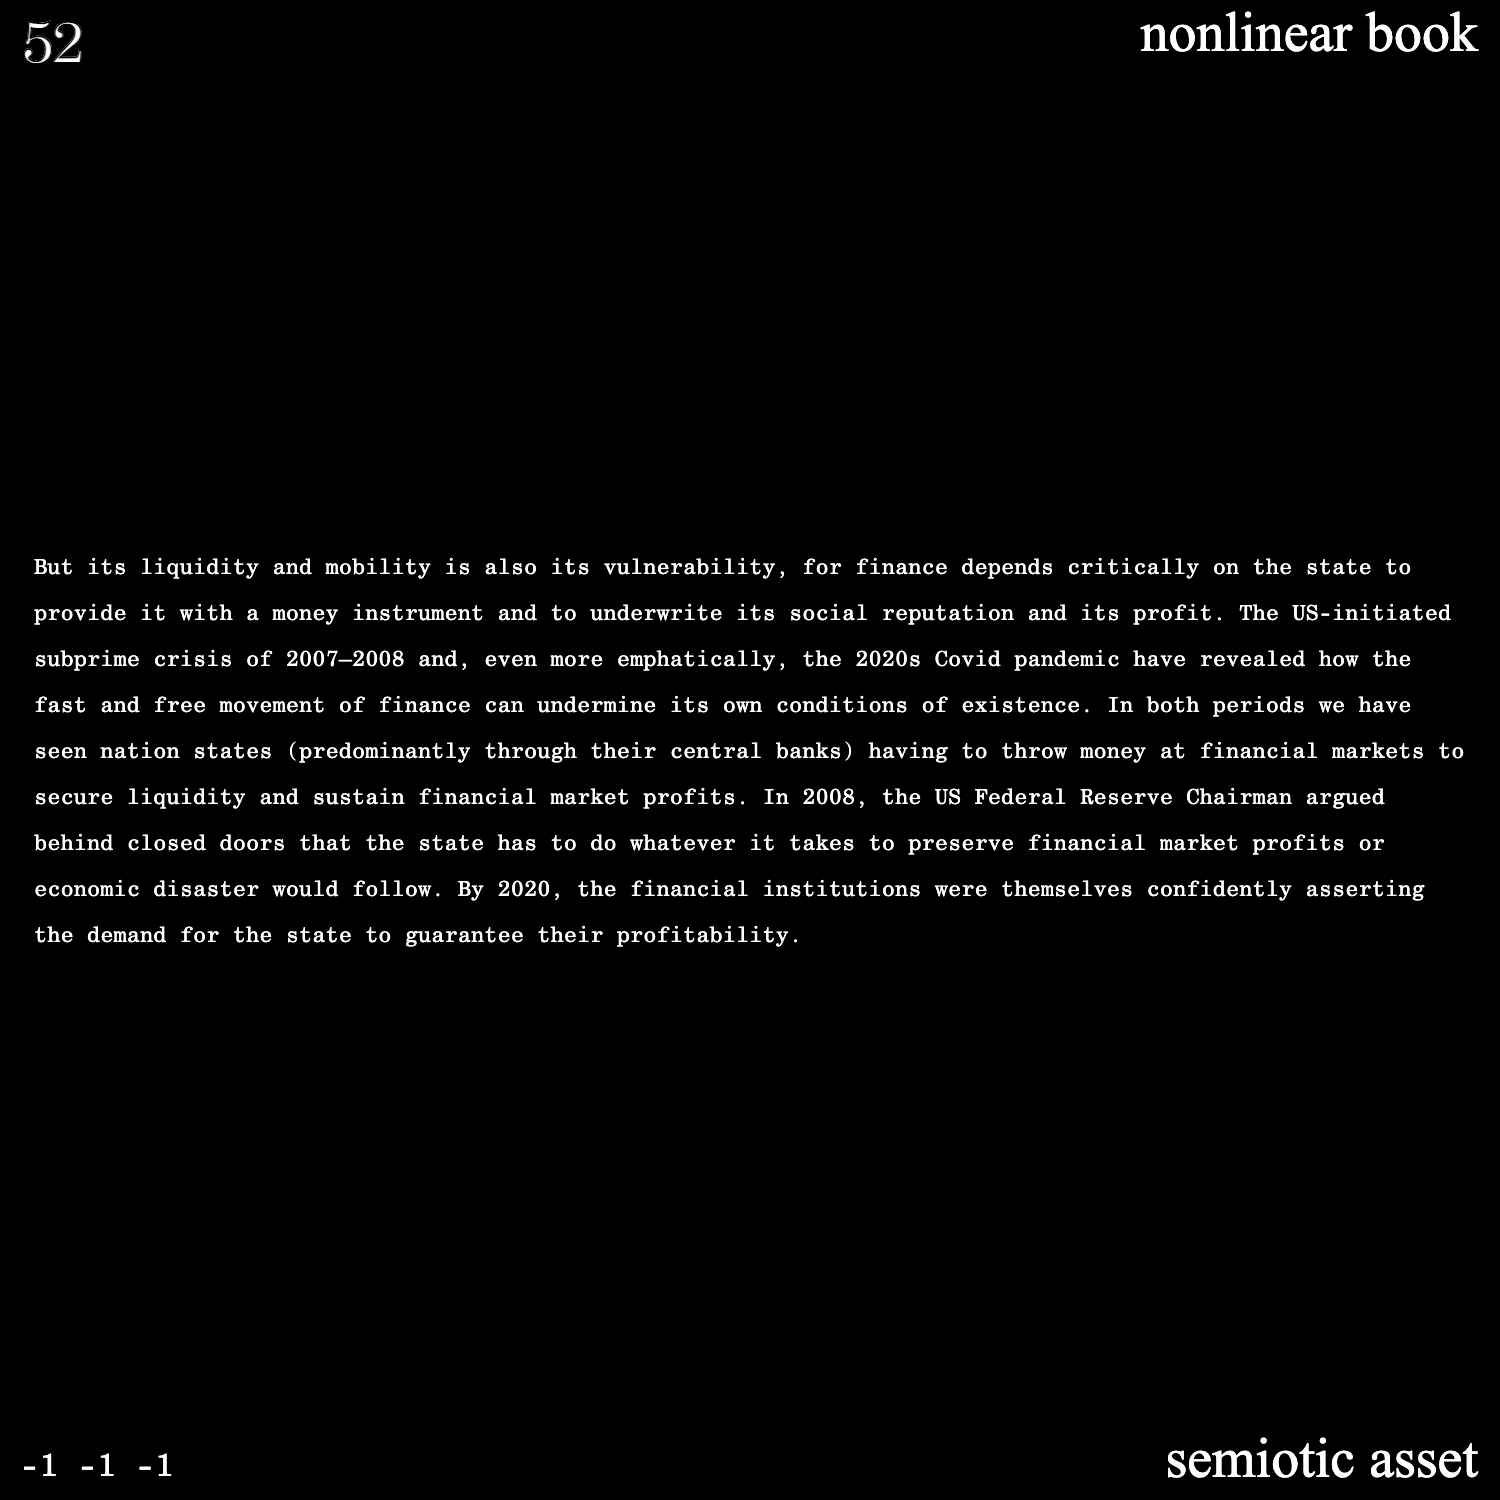 52
nonlinear book
But its liquidity and mobility is also its vulnerability, for finance depends critically on the state to
provide it with a money instrument and to underwrite its social reputation and its profit. The US-initiated
subprime crisis of 2007–2008 and, even more emphatically, the 2020s Covid pandemic have revealed how the
fast and free movement of finance can undermine its own conditions of existence. In both periods we have
seen nation states (predominantly through their central banks) having to throw money at financial markets to
secure liquidity and sustain financial market profits. In 2008, the US Federal Reserve Chairman argued
behind closed doors that the state has to do whatever it takes to preserve financial market profits or
economic disaster would follow. By 2020, the financial institutions were themselves confidently asserting
the demand for the state to guarantee their profitability.
-1 -1 -1
semiotic asset